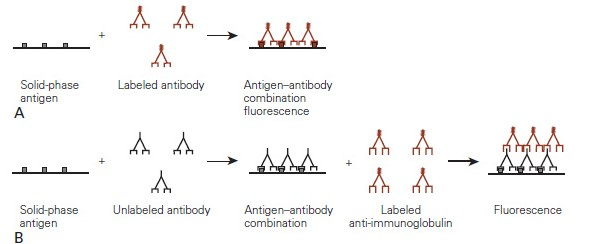 +
Solid-phase
antigen
Labeled antibody
Antigen–antibody
combination
fluorescence
A
+
+
Solid-phase
antigen
Unlabeled antibody
Antigen–antibody
combination
Labeled
anti-immunoglobulin
Fluorescence
B